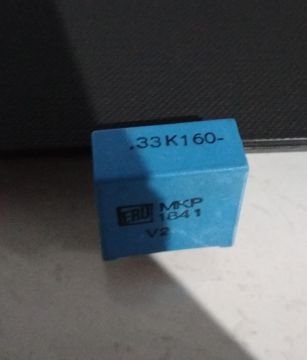 .33K160-
ERO MKP
1841
V2